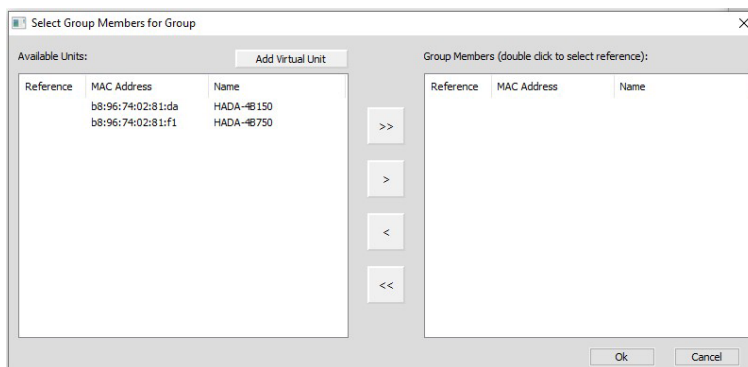 Select Group Members for Group
Available Units:
Add Virtual Unit
Reference MAC Address Name
b8:96:74:02:81:da HADA-4B150
b8:96:74:02:81:f1 HADA-4B750
>>
>
<
<<
Group Members (double click to select reference):
Reference MAC Address Name
Ok Cancel